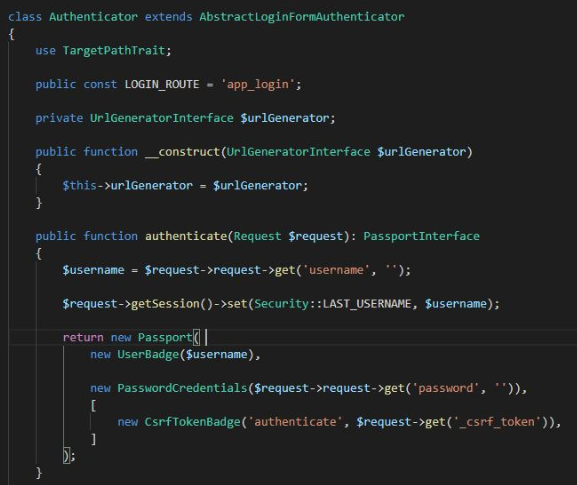 class Authenticator extends AbstractLoginFormAuthenticator
{
use TargetPathTrait;
public const LOGIN_ROUTE = 'app_login';
private UrlGeneratorInterface $urlGenerator;
public function __construct(UrlGeneratorInterface $urlGenerator)
{
$this->urlGenerator = $urlGenerator;
}
public function authenticate(Request $request): PassportInterface
{
$username = $request->request->get('username', '');
$request->getSession()->set(Security::LAST_USERNAME, $username);
return new Passport(
new UserBadge($username),
new PasswordCredentials($request->request->get('password', '')),
[
new CsrfTokenBadge('authenticate', $request->get('_csrf_token')),
]
);
}